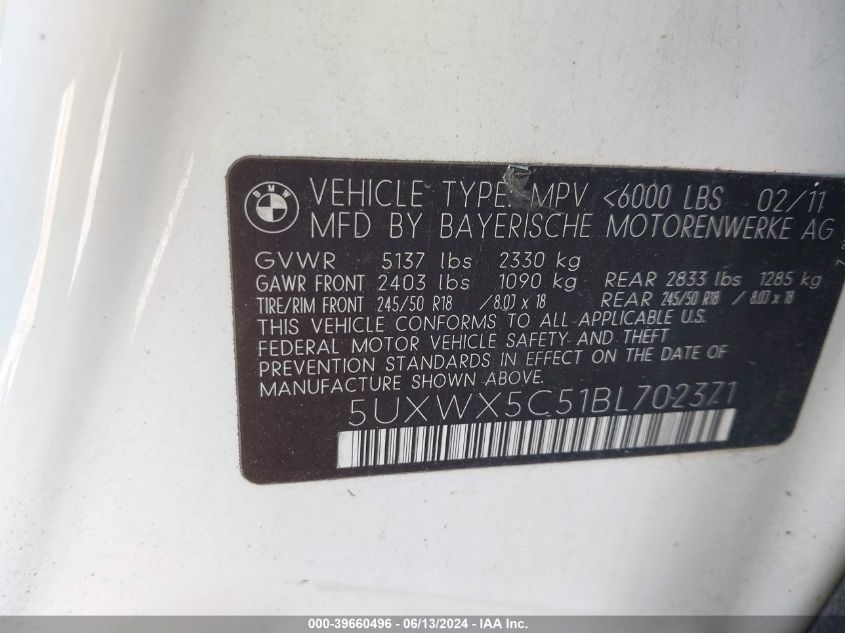 BMW
VEHICLE TYPE MPV <6000 LBS 02/11
MFD BY BAYERISCHE MOTORENWERKE AG
GVWR 5137 lbs 2330 kg
GAWR FRONT 2403 lbs 1090 kg REAR 2833 lbs 1285 kg
TIRE/RIM FRONT 245/50 R18 / 8.0J x 18 REAR 245/50 R18 / 8.0J x 18
THIS VEHICLE CONFORMS TO ALL APPLICABLE U.S.
FEDERAL MOTOR VEHICLE SAFETY AND THEFT
PREVENTION STANDARDS IN EFFECT ON THE DATE OF
MANUFACTURE SHOWN ABOVE.
5UXWX5C51BL702371
000-39660496 - 06/13/2024 - IAA Inc.